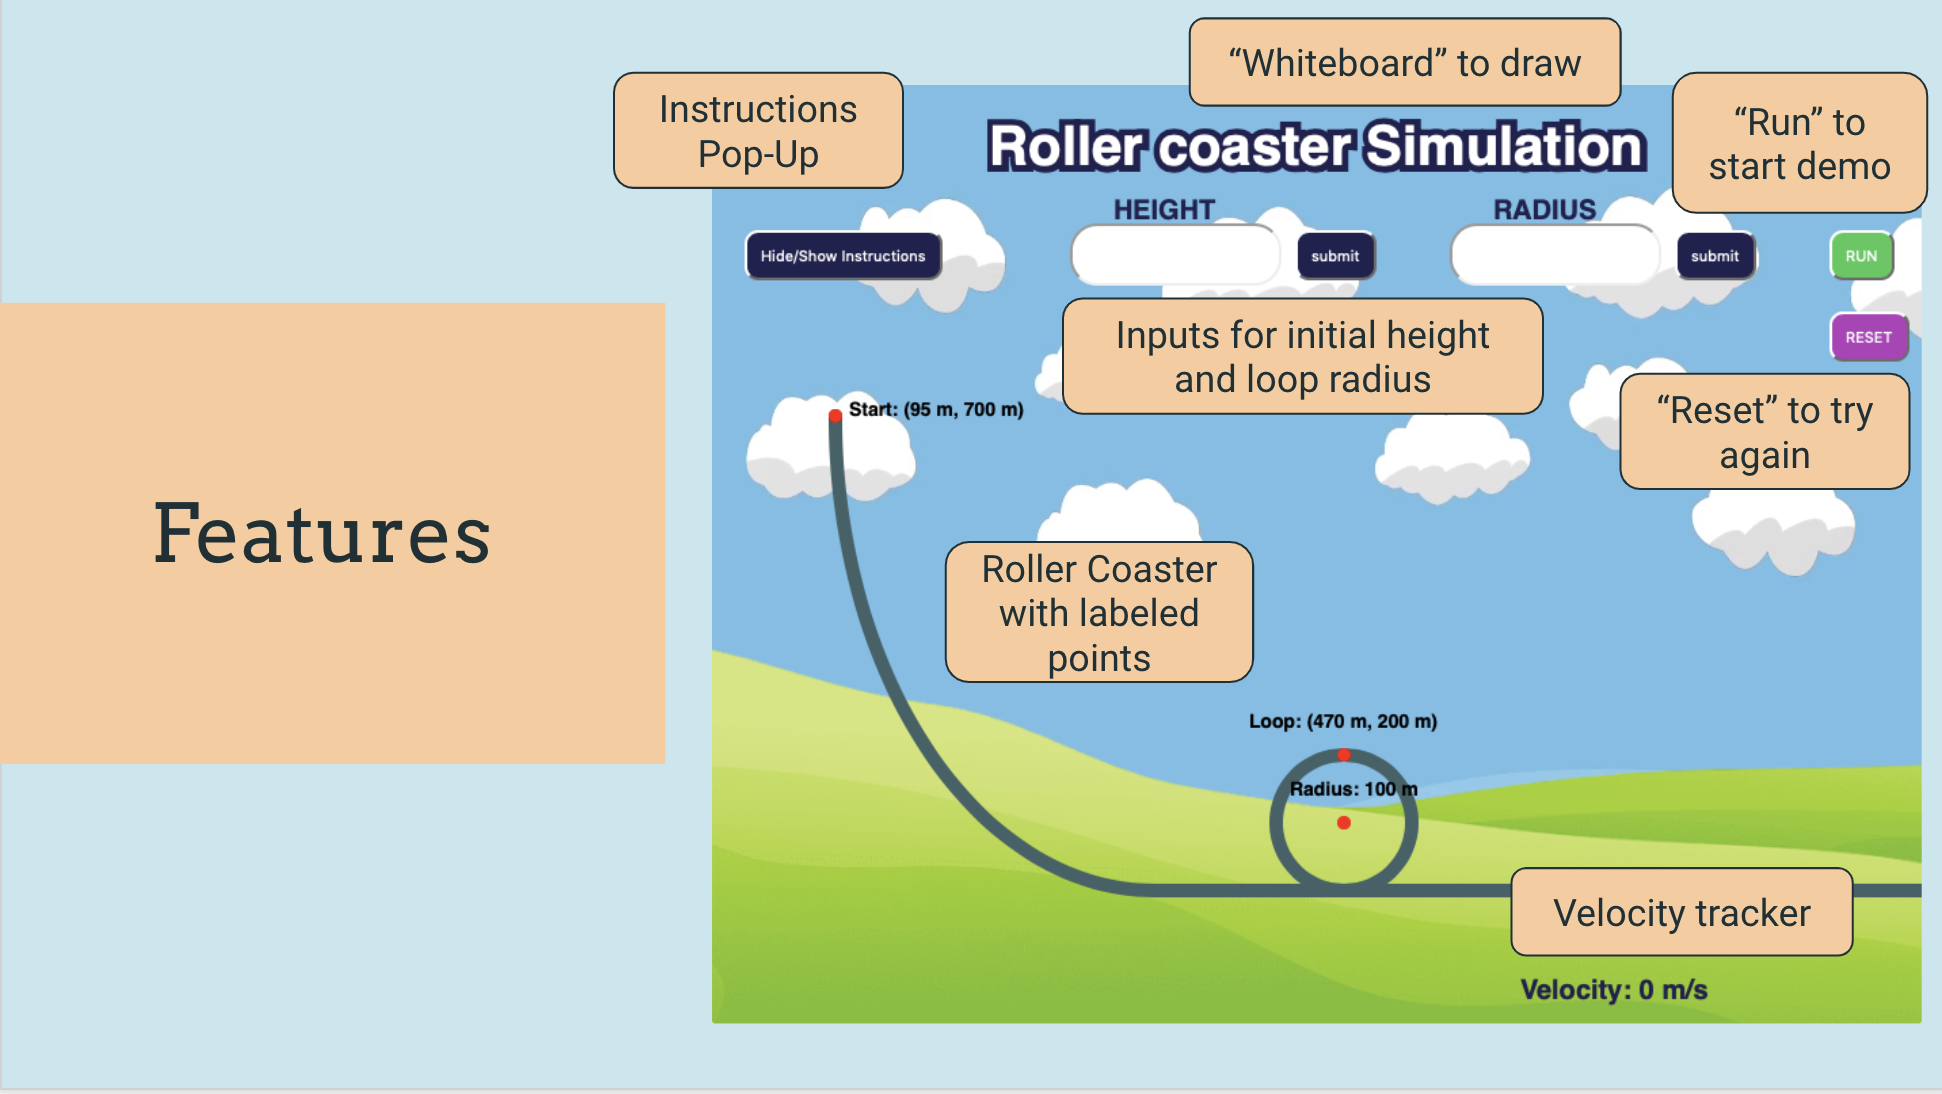 Features
Instructions
Pop-Up
“Whiteboard” to draw
“Run” to
start demo
Roller coaster Simulation
HEIGHT
RADIUS
Hide/Show Instructions
submit
submit
RUN
RESET
Inputs for initial height
and loop radius
“Reset” to try
again
Start: (95 m, 700 m)
Roller Coaster
with labeled
points
Loop: (470 m, 200 m)
Radius: 100 m
Velocity tracker
Velocity: 0 m/s